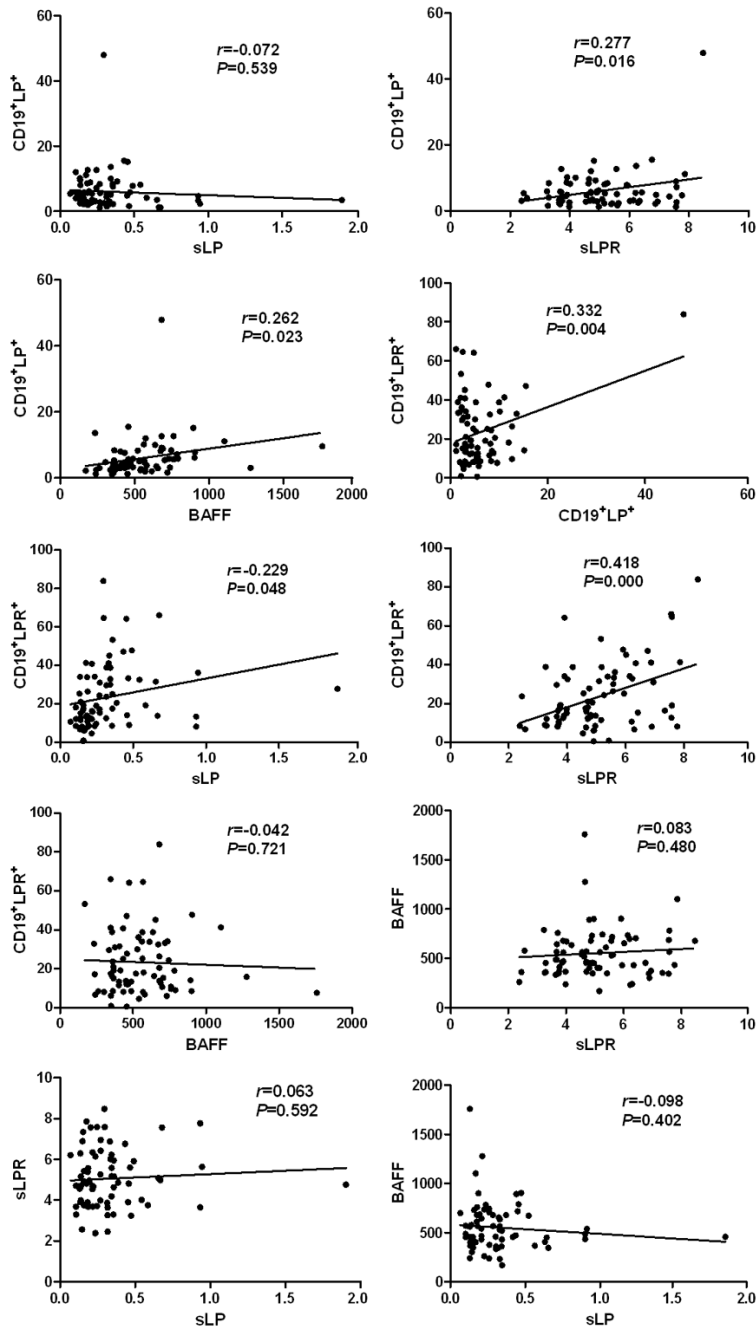 60
40
20
0
CD19⁺LP⁺
r=-0.072
P=0.539
0.0 0.5 1.0 1.5 2.0
sLP
60
40
20
0
CD19⁺LP⁺
r=0.277
P=0.016
0 2 4 6 8 10
sLPR
60
40
20
0
CD19⁺LP⁺
r=0.262
P=0.023
0 500 1000 1500 2000
BAFF
100
80
60
40
20
0
CD19⁺LPR⁺
r=0.332
P=0.004
0 20 40 60
CD19⁺LP⁺
100
80
60
40
20
0
CD19⁺LPR⁺
r=-0.229
P=0.048
0.0 0.5 1.0 1.5 2.0
sLP
100
80
60
40
20
0
CD19⁺LPR⁺
r=0.418
P=0.000
0 2 4 6 8 10
sLPR
100
80
60
40
20
0
CD19⁺LPR⁺
r=-0.042
P=0.721
0 500 1000 1500 2000
BAFF
2000
1500
1000
500
0
BAFF
r=0.083
P=0.480
0 2 4 6 8 10
sLPR
10
8
6
4
2
0
sLPR
r=0.063
P=0.592
0.0 0.5 1.0 1.5 2.0
sLP
2000
1500
1000
500
0
BAFF
r=-0.098
P=0.402
0.0 0.5 1.0 1.5 2.0
sLP